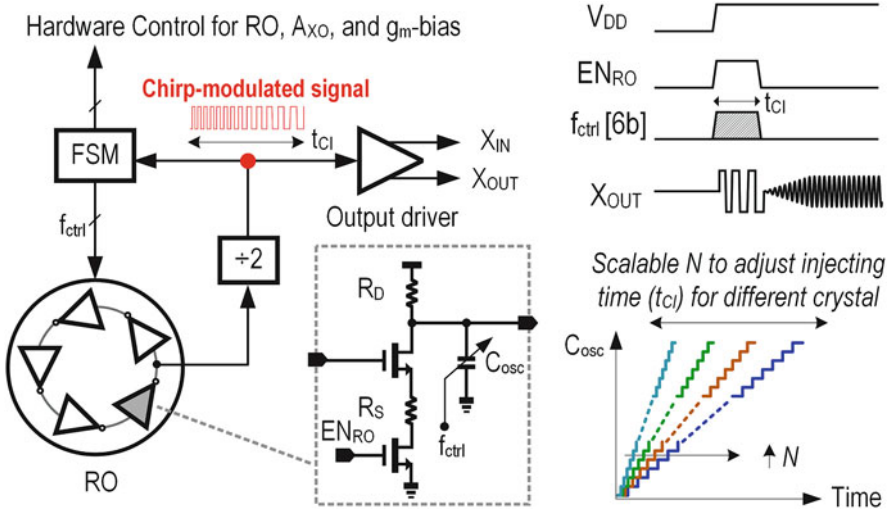 Hardware Control for RO, AXO, and gm-bias
Chirp-modulated signal
tCI
FSM
XIN
XOUT
Output driver
fctrl
÷2
RO
RD
Cosc
RS
ENRO
fctrl
VDD
ENRO
tCI
fctrl [6b]
XOUT
Scalable N to adjust injecting
time (tCI) for different crystal
Cosc
N
Time